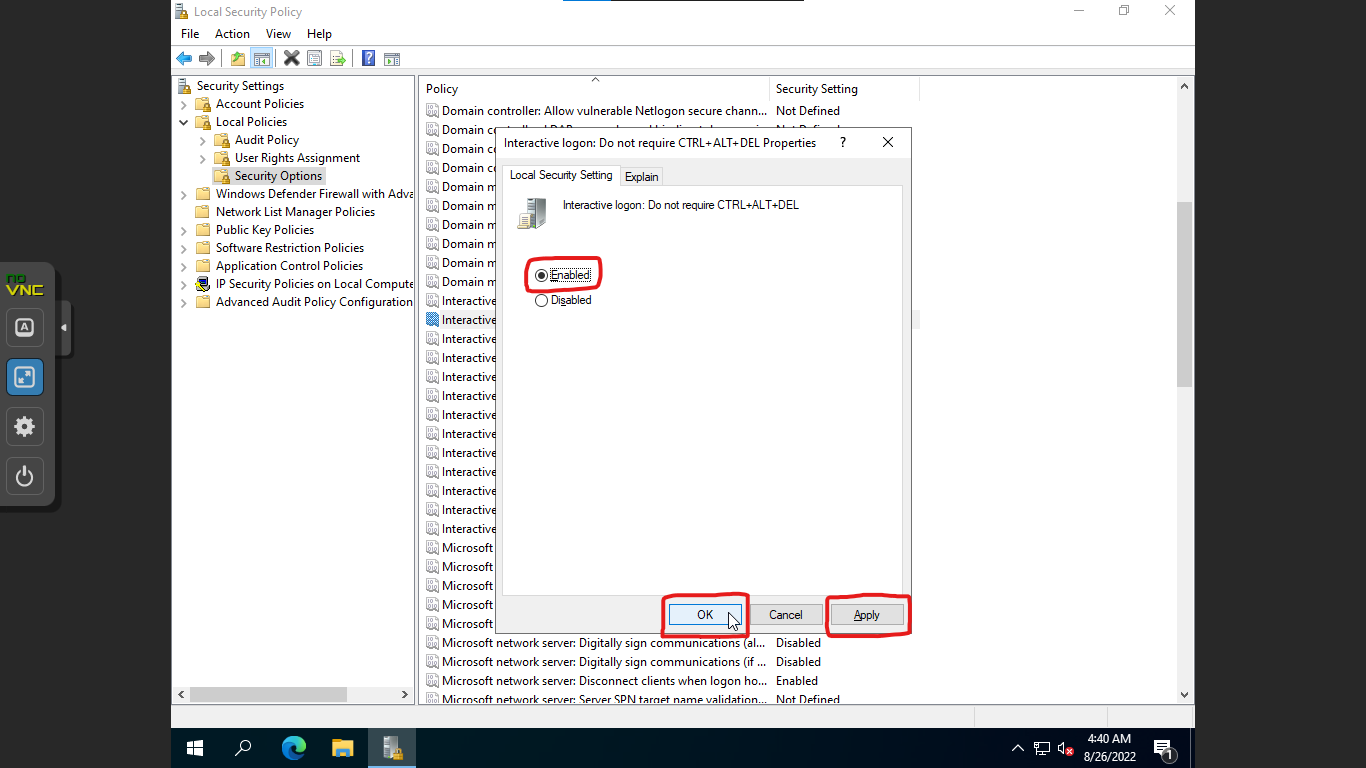 Local Security Policy
File Action View Help
Security Settings
Account Policies
Local Policies
Audit Policy
User Rights Assignment
Security Options
Windows Defender Firewall with Adva
Network List Manager Policies
Public Key Policies
Software Restriction Policies
Application Control Policies
IP Security Policies on Local Compute
Advanced Audit Policy Configuration
Policy Security Setting
Domain controller: Allow vulnerable Netlogon secure chann... Not Defined
Domain
Domain c
Domain c
Domain m
Domain m
Domain m
Domain m
Domain m
Domain m
Interactive
Interactive
Interactive
Interactive
Interactive
Interactive
Interactive
Interactive
Interactive
Interactive
Interactive
Interactive
Interactive
Microsoft
Microsoft
Microsoft
Microsoft
Microsoft
Microsoft network server: Digitally sign communications (al... Disabled
Microsoft network server: Digitally sign communications (if ... Disabled
Microsoft network server: Disconnect clients when logon ho... Enabled
Microsoft network server: Server SPN target name validation... Not Defined
Interactive logon: Do not require CTRL+ALT+DEL Properties ?
Local Security Setting Explain
Interactive logon: Do not require CTRL+ALT+DEL
Enabled
Disabled
OK Cancel Apply
no
VNC
A
4:40 AM
8/26/2022
1